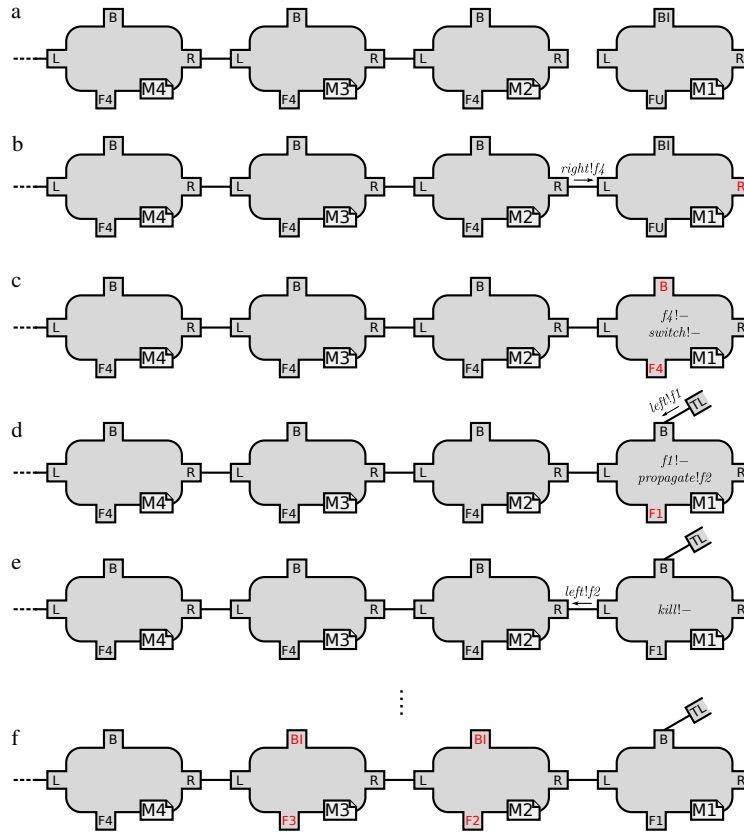 a
B B B BI
L R L R L R L R
F4 M4 F4 M3 F4 M2 FU M1
b
right!f4
B B B BI
L R L R L R L R
F4 M4 F4 M3 F4 M2 FU M1
c
B B B B
f4!–
L R L R L R L R
switch!–
F4 M4 F4 M3 F4 M2 F4 M1
left!f1 TL
d
B B B B
f1!–
L R L R L R L R
propagate!f2
F4 M4 F4 M3 F4 M2 F1 M1
TL
e
B B B B
left!f2
L R L R L R L R
kill!–
F4 M4 F4 M3 F4 M2 F1 M1
TL
f
B BI BI B
L R L R L R L R
F4 M4 F3 M3 F2 M2 F1 M1